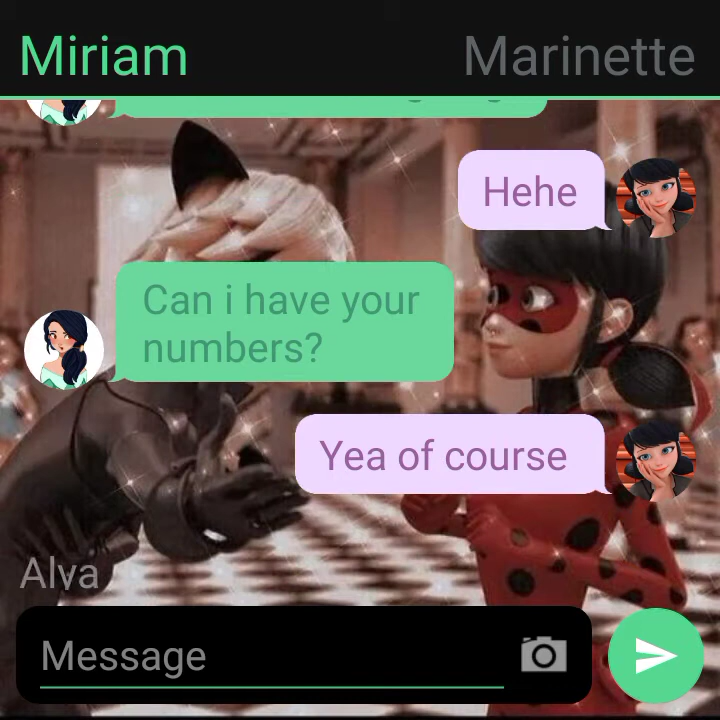 Miriam Marinette
Hehe
Can i have your
numbers?
Yea of course
Alva
Message